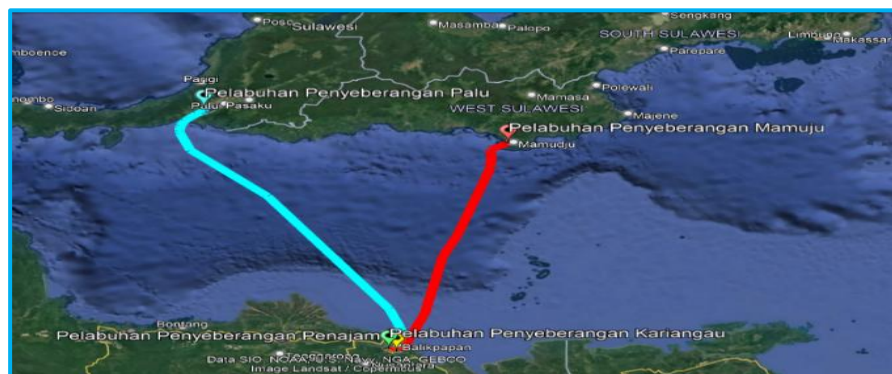 Poso
Sulawesi
Masamba
Palopo
Sengkang
SOUTH SULAWESI
Limbung
Makassar
Parepare
Parigi
Pelabuhan Penyeberangan Palu
Palu
Pasaku
Sidoan
WEST SULAWESI
Mamasa
Polewali
Majene
Pelabuhan Penyeberangan Mamuju
Mamudju
Bontang
Pelabuhan Penyeberangan Penajam
Pelabuhan Penyeberangan Kariangau
Balikpapan
Data SIO, NOAA, U.S. Navy, NGA, GEBCO
Image Landsat / Copernicus